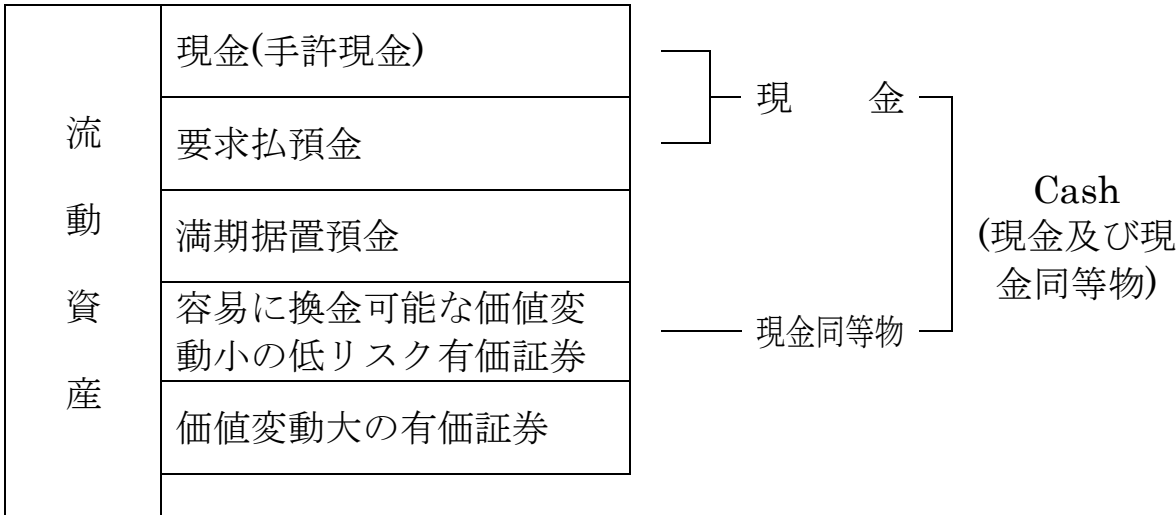 流動資産
現金(手許現金)
要求払預金
満期据置預金
容易に換金可能な価値変
動小の低リスク有価証券
価値変動大の有価証券
現 金
現金同等物
Cash
(現金及び現
金同等物)